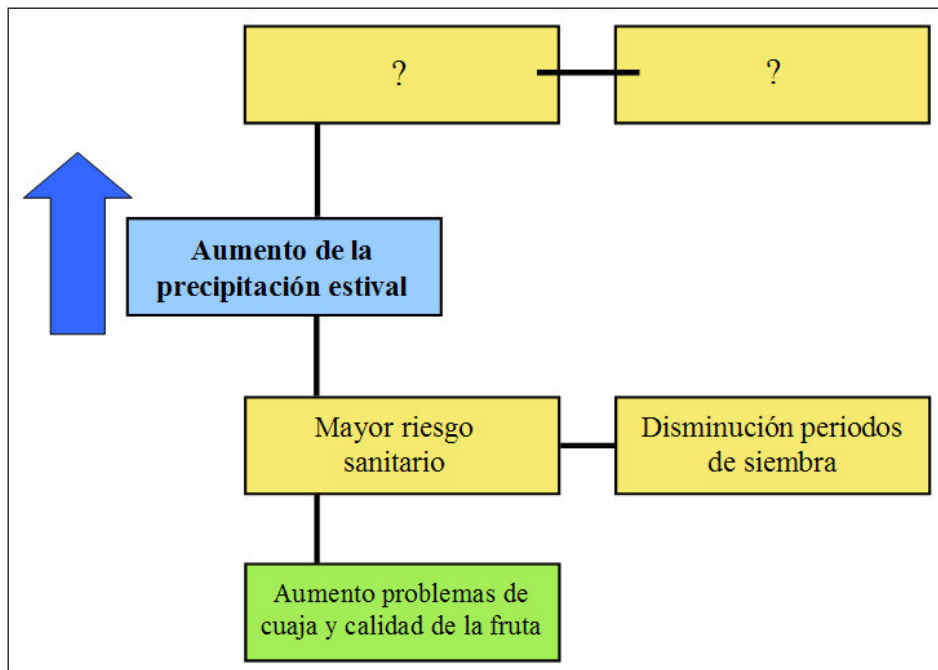 ?
?
Aumento de la
precipitación estival
Mayor riesgo
sanitario
Disminución periodos
de siembra
Aumento problemas de
cuaja y calidad de la fruta